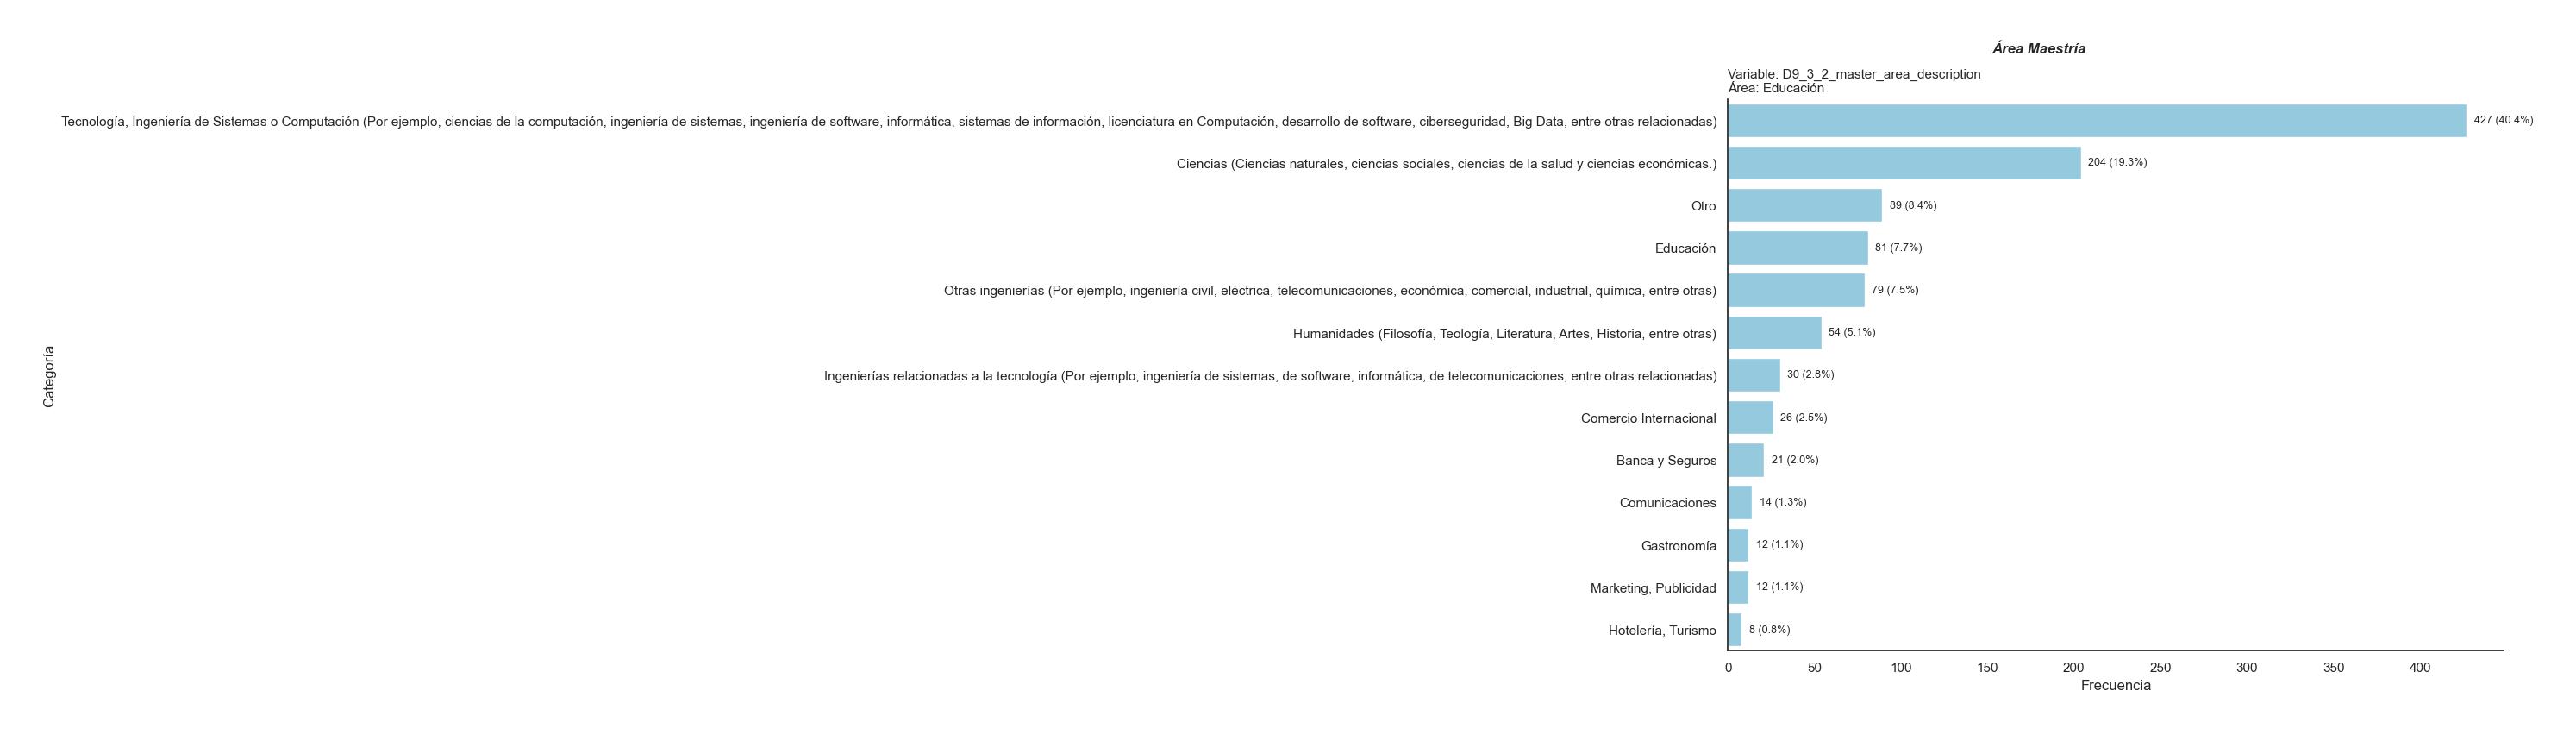 Área Maestría
Variable: D9_3_2_master_area_description
Área: Educación
Categoría
Tecnología, Ingeniería de Sistemas o Computación (Por ejemplo, ciencias de la computación, ingeniería de sistemas, ingeniería de software, informática, sistemas de información, licenciatura en Computación, desarrollo de software, ciberseguridad, Big Data, entre otras relacionadas) 427 (40.4%)
Ciencias (Ciencias naturales, ciencias sociales, ciencias de la salud y ciencias económicas.) 204 (19.3%)
Otro 89 (8.4%)
Educación 81 (7.7%)
Otras ingenierías (Por ejemplo, ingeniería civil, eléctrica, telecomunicaciones, económica, comercial, industrial, química, entre otras) 79 (7.5%)
Humanidades (Filosofía, Teología, Literatura, Artes, Historia, entre otras) 54 (5.1%)
Ingenierías relacionadas a la tecnología (Por ejemplo, ingeniería de sistemas, de software, informática, de telecomunicaciones, entre otras relacionadas) 30 (2.8%)
Comercio Internacional 26 (2.5%)
Banca y Seguros 21 (2.0%)
Comunicaciones 14 (1.3%)
Gastronomía 12 (1.1%)
Marketing, Publicidad 12 (1.1%)
Hotelería, Turismo 8 (0.8%)
0 50 100 150 200 250 300 350 400
Frecuencia